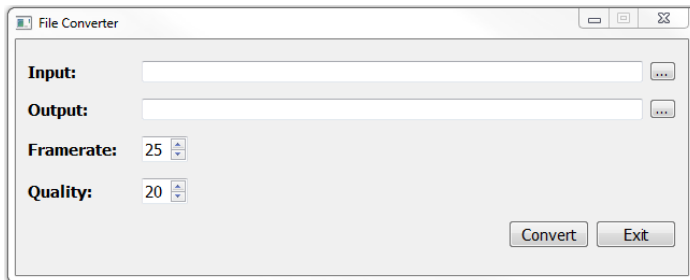 File Converter
Input: ...
Output: ...
Framerate: 25
Quality: 20
Convert Exit